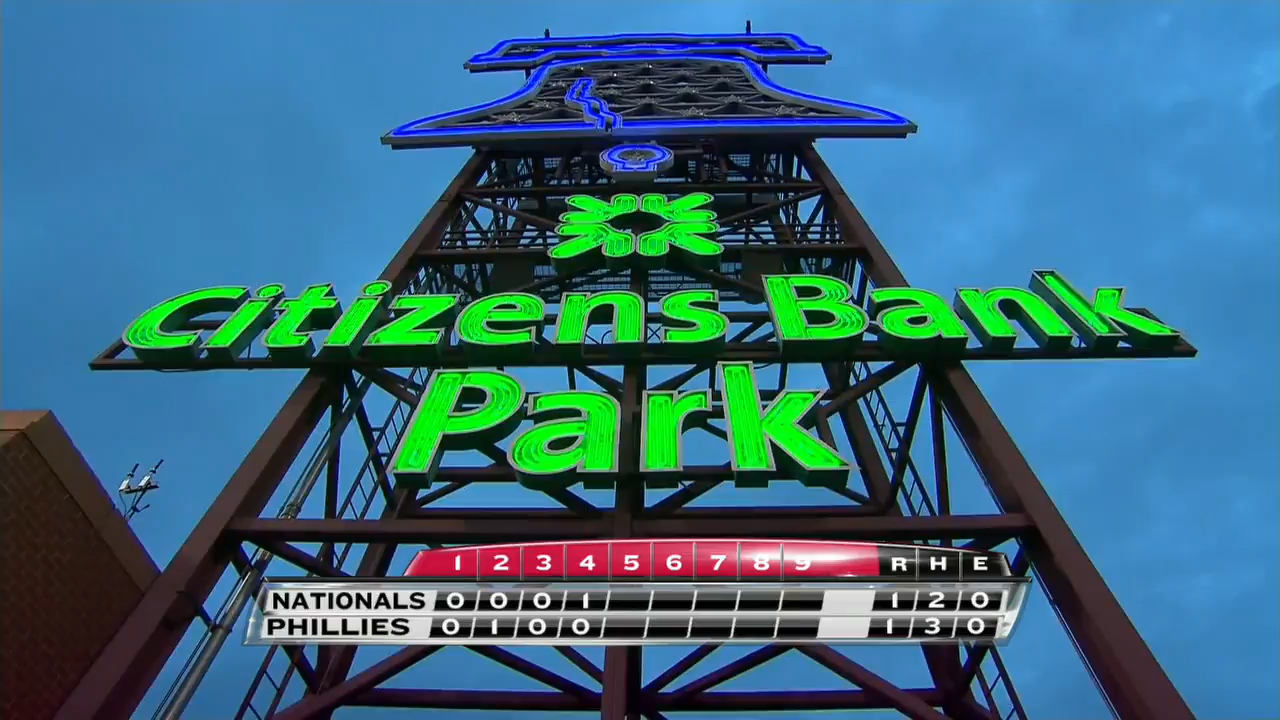 Citizens Bank
Park
1 2 3 4 5 6 7 8 9 R H E
NATIONALS 0 0 0 1 1 2 0
PHILLIES 0 1 0 0 1 3 0